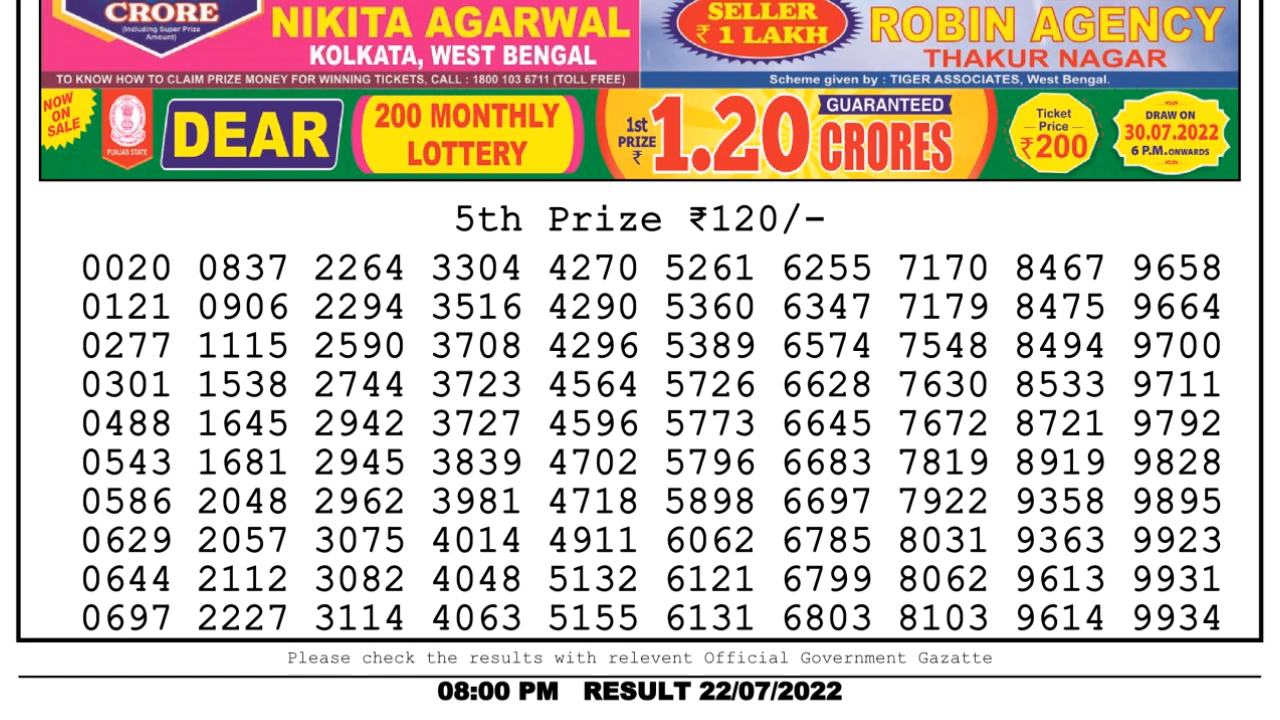 CRORE
(Including Super Prize
Amount)
NIKITA AGARWAL
KOLKATA, WEST BENGAL
TO KNOW HOW TO CLAIM PRIZE MONEY FOR WINNING TICKETS, CALL : 1800 103 6711 (TOLL FREE)
SELLER
₹ 1 LAKH
ROBIN AGENCY
THAKUR NAGAR
Scheme given by : TIGER ASSOCIATES, West Bengal.
NOW
ON
SALE
PUNJAB STATE
DEAR
200 MONTHLY
LOTTERY
1st
PRIZE
₹
1.20
GUARANTEED
CRORES
Ticket
Price
₹200
DRAW ON
30.07.2022
6 P.M. ONWARDS
5th Prize ₹120/-
0020 0837 2264 3304 4270 5261 6255 7170 8467 9658
0121 0906 2294 3516 4290 5360 6347 7179 8475 9664
0277 1115 2590 3708 4296 5389 6574 7548 8494 9700
0301 1538 2744 3723 4564 5726 6628 7630 8533 9711
0488 1645 2942 3727 4596 5773 6645 7672 8721 9792
0543 1681 2945 3839 4702 5796 6683 7819 8919 9828
0586 2048 2962 3981 4718 5898 6697 7922 9358 9895
0629 2057 3075 4014 4911 6062 6785 8031 9363 9923
0644 2112 3082 4048 5132 6121 6799 8062 9613 9931
0697 2227 3114 4063 5155 6131 6803 8103 9614 9934
Please check the results with relevent Official Government Gazatte
08:00 PM RESULT 22/07/2022